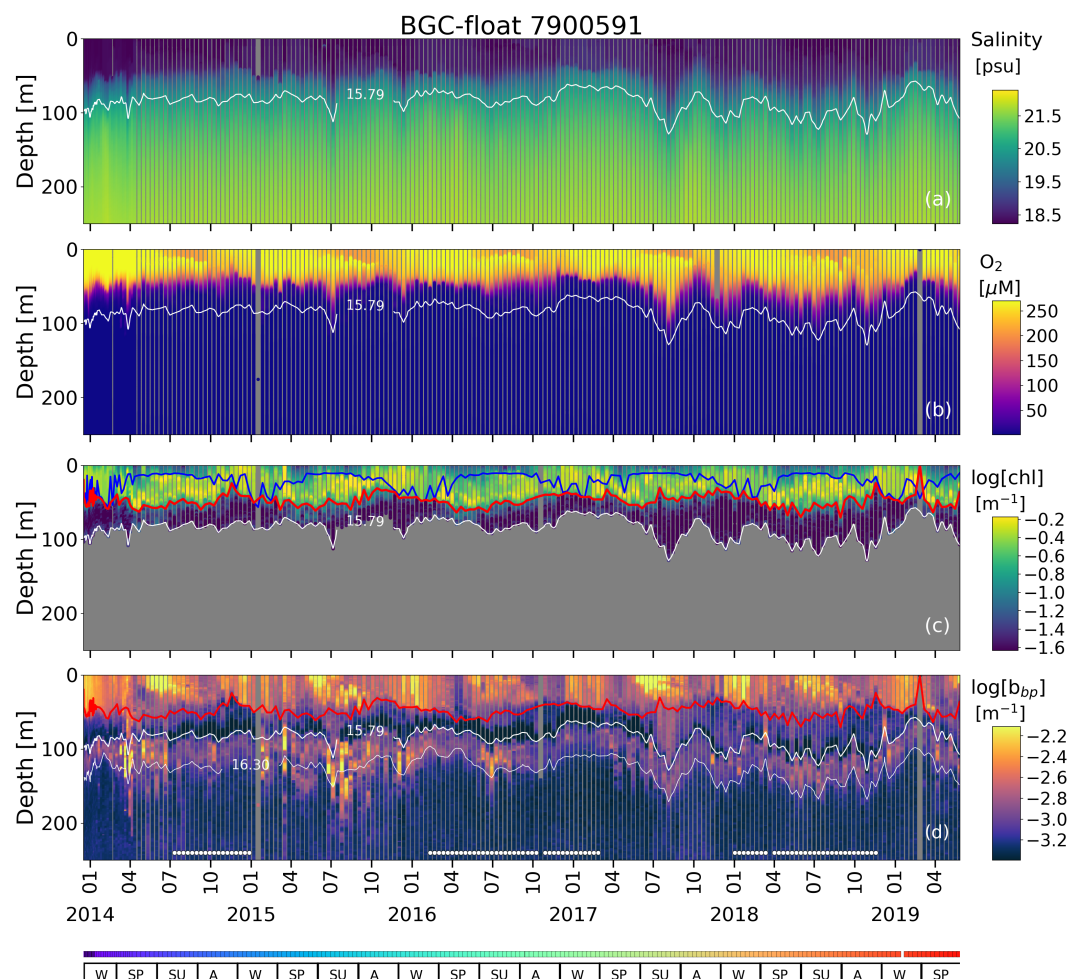 BGC-float 7900591
0
100
200
Depth [m]
15.79
(a)
Salinity
[psu]
21.5
20.5
19.5
18.5
0
100
200
Depth [m]
15.79
(b)
O2
[μM]
250
200
150
100
50
0
100
200
Depth [m]
15.79
(c)
log[chl]
[m⁻¹]
−0.2
−0.4
−0.6
−0.8
−1.0
−1.2
−1.4
−1.6
0
100
200
Depth [m]
15.79
16.30
(d)
log[bbp]
[m⁻¹]
−2.2
−2.4
−2.6
−2.8
−3.0
−3.2
01 04 07 10 01 04 07 10 01 04 07 10 01 04 07 10 01 04 07 10 01 04
2014 2015 2016 2017 2018 2019
W SP SU A W SP SU A W SP SU A W SP SU A W SP SU A W SP